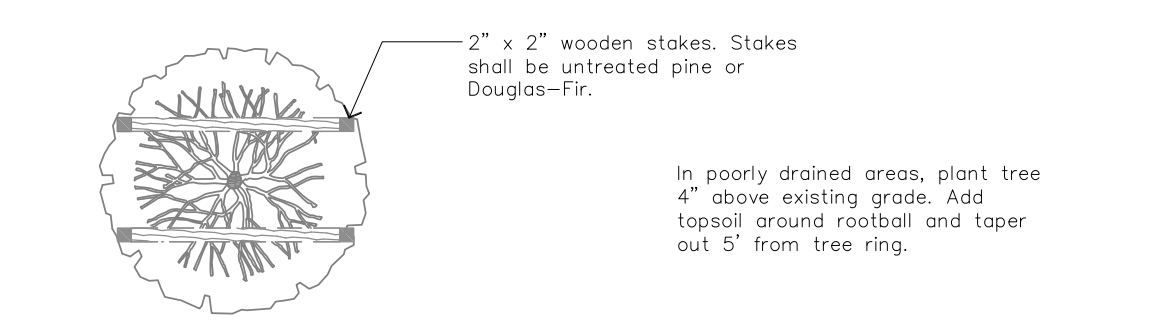 2” x 2” wooden stakes. Stakes
shall be untreated pine or
Douglas–Fir.
In poorly drained areas, plant tree
4” above existing grade. Add
topsoil around rootball and taper
out 5’ from tree ring.